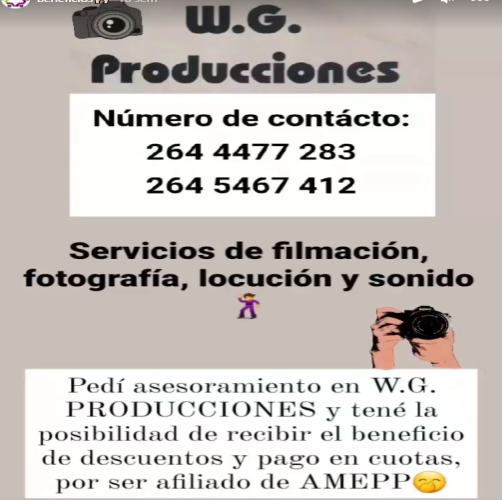 W.G.
Producciones
Número de contácto:
264 4477 283
264 5467 412
Servicios de filmación,
fotografía, locución y sonido
Pedí asesoramiento en W.G.
PRODUCCIONES y tené la
posibilidad de recibir el beneficio
de descuentos y pago en cuotas,
por ser afiliado de AMEPP